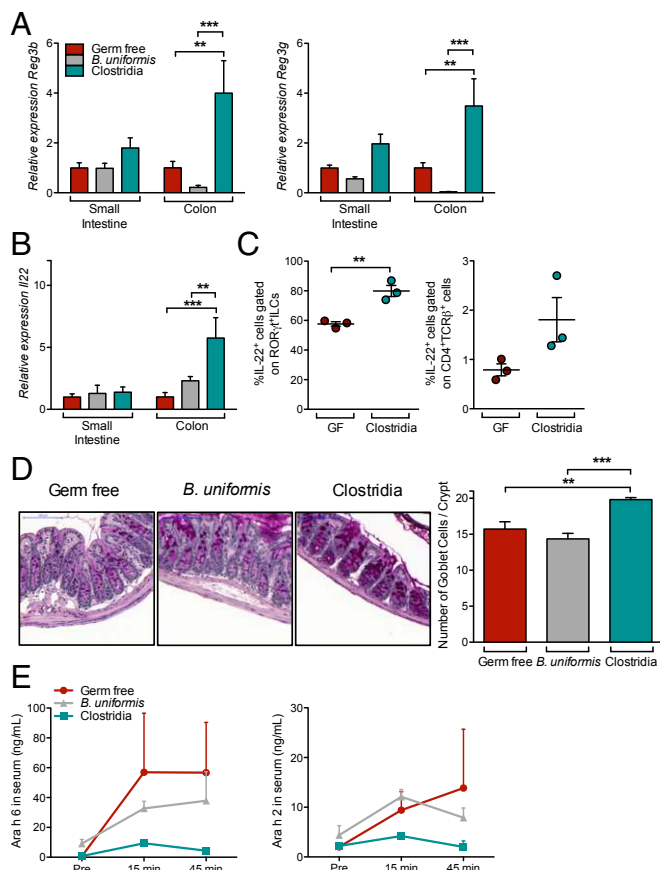 A
Relative expression Reg3b
6
4
2
0
Germ free
B. uniformis
Clostridia
**
***
Small
Intestine
Colon
Relative expression Reg3g
6
4
2
0
**
***
Small
Intestine
Colon
B
Relative expression Il22
10
5
0
***
**
Small
Intestine
Colon
C
%IL-22+ cells gated
on RORγt+ILCs
100
80
60
40
20
0
**
GF
Clostridia
%IL-22+ cells gated
on CD4+TCRβ+ cells
3
2
1
0
GF
Clostridia
D
Germ free
B. uniformis
Clostridia
Number of Goblet Cells / Crypt
20
15
10
**
***
Germ free
B. uniformis
Clostridia
E
Germ free
B. uniformis
Clostridia
Ara h 6 in serum (ng/mL)
100
80
60
40
20
0
Pre
15 min
45 min
Ara h 2 in serum (ng/mL)
30
20
10
0
Pre
15 min
45 min